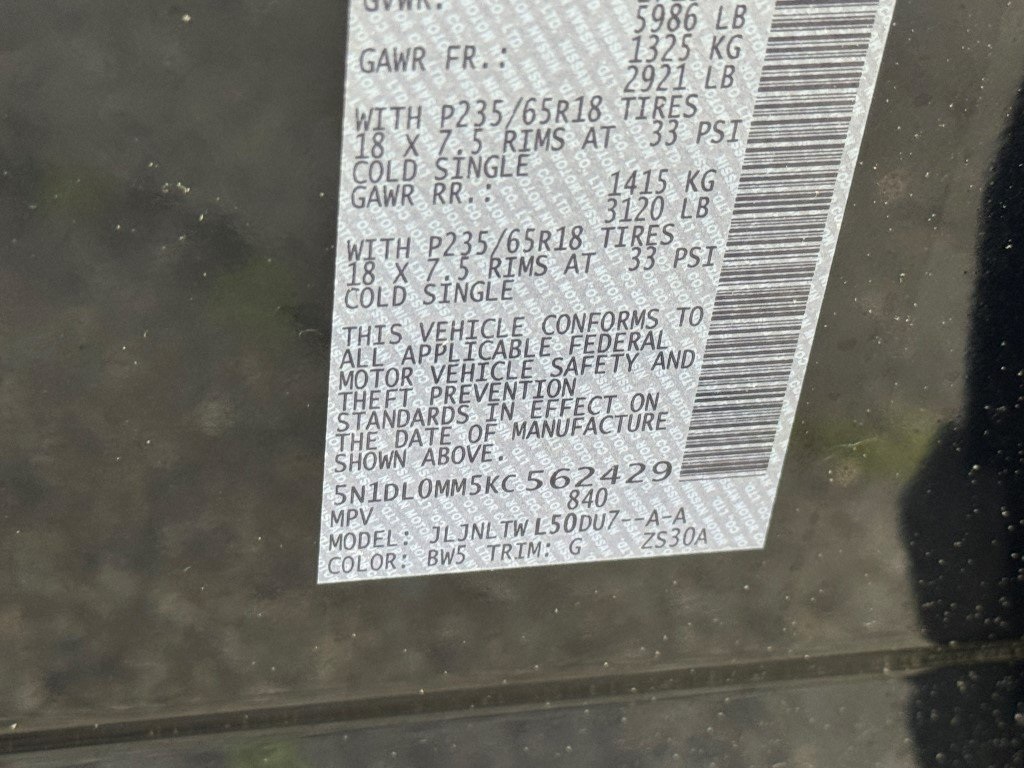 GVWR:
5986 LB
GAWR FR.: 1325 KG
2921 LB
WITH P235/65R18 TIRES
18 X 7.5 RIMS AT 33 PSI
COLD SINGLE
GAWR RR.: 1415 KG
3120 LB
WITH P235/65R18 TIRES
18 X 7.5 RIMS AT 33 PSI
COLD SINGLE
THIS VEHICLE CONFORMS TO
ALL APPLICABLE FEDERAL
MOTOR VEHICLE SAFETY AND
THEFT PREVENTION
STANDARDS IN EFFECT ON
THE DATE OF MANUFACTURE
SHOWN ABOVE.
5N1DL0MM5KC562429
MPV 840
MODEL: JLJNLTWL50DU7--A-A
COLOR: BW5 TRIM: G ZS30A